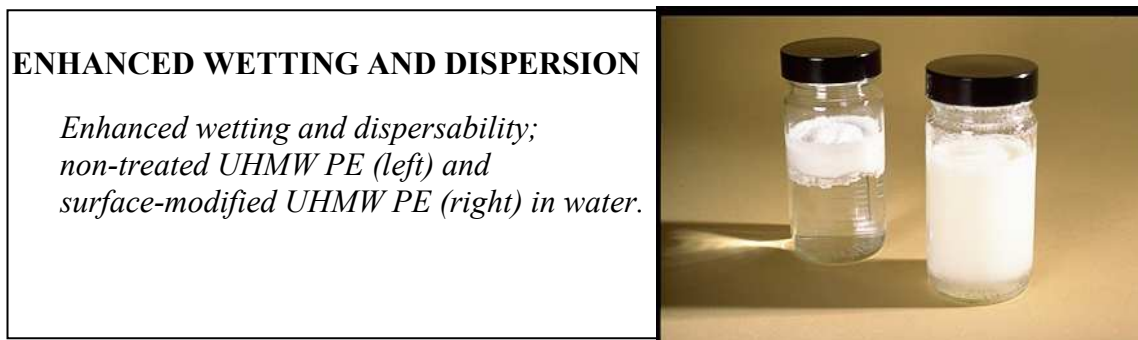 ENHANCED WETTING AND DISPERSION
Enhanced wetting and dispersability;
non-treated UHMW PE (left) and
surface-modified UHMW PE (right) in water.